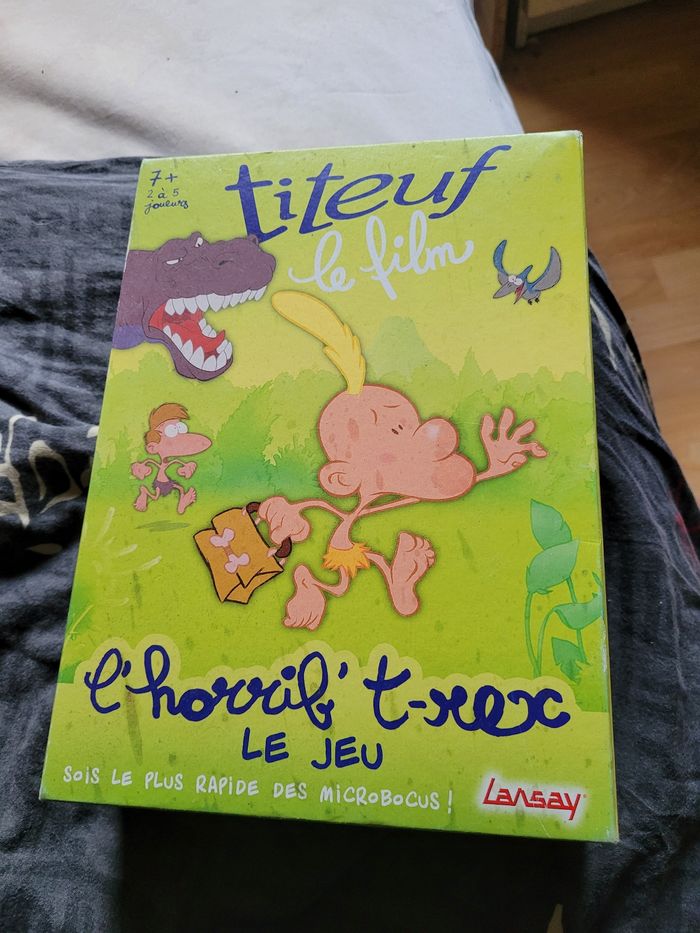 7+
2 à 5
joueurs
titeuf
le film
l'horrib' t-rex
LE JEU
SOIS LE PLUS RAPIDE DES MICROBOCUS !
Lansay